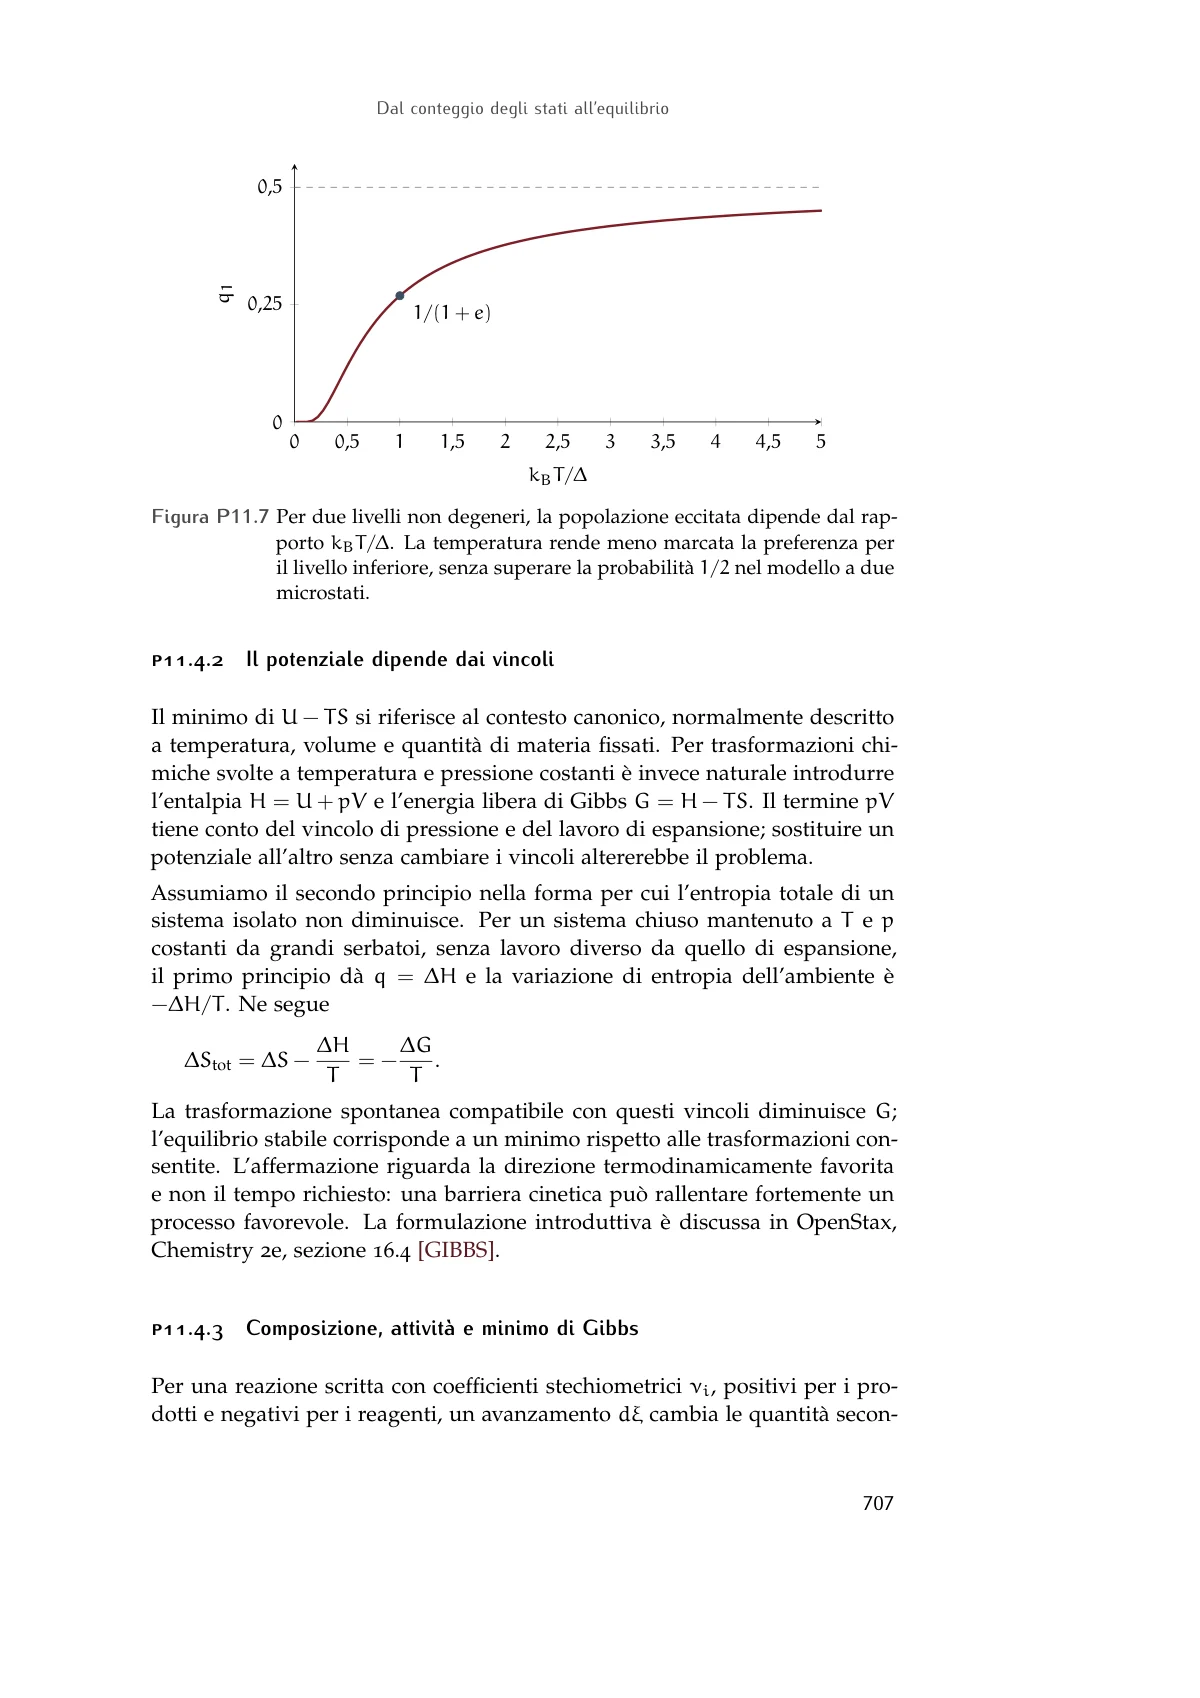 Dal conteggio degli stati all'equilibrio
0,5
0,25
0
q1
1/(1 + e)
0 0,5 1 1,5 2 2,5 3 3,5 4 4,5 5
kBT/Δ
Figura P11.7 Per due livelli non degeneri, la popolazione eccitata dipende dal rap-
porto kBT/Δ. La temperatura rende meno marcata la preferenza per
il livello inferiore, senza superare la probabilità 1/2 nel modello a due
microstati.
P11.4.2 Il potenziale dipende dai vincoli
Il minimo di U − TS si riferisce al contesto canonico, normalmente descritto
a temperatura, volume e quantità di materia fissati. Per trasformazioni chi-
miche svolte a temperatura e pressione costanti è invece naturale introdurre
l'entalpia H = U + pV e l'energia libera di Gibbs G = H − TS. Il termine pV
tiene conto del vincolo di pressione e del lavoro di espansione; sostituire un
potenziale all'altro senza cambiare i vincoli altererebbe il problema.
Assumiamo il secondo principio nella forma per cui l'entropia totale di un
sistema isolato non diminuisce. Per un sistema chiuso mantenuto a T e p
costanti da grandi serbatoi, senza lavoro diverso da quello di espansione,
il primo principio dà q = ΔH e la variazione di entropia dell'ambiente è
−ΔH/T. Ne segue
ΔStot = ΔS − ΔH/T = −ΔG/T.
La trasformazione spontanea compatibile con questi vincoli diminuisce G;
l'equilibrio stabile corrisponde a un minimo rispetto alle trasformazioni con-
sentite. L'affermazione riguarda la direzione termodinamicamente favorita
e non il tempo richiesto: una barriera cinetica può rallentare fortemente un
processo favorevole. La formulazione introduttiva è discussa in OpenStax,
Chemistry 2e, sezione 16.4 [GIBBS].
P11.4.3 Composizione, attività e minimo di Gibbs
Per una reazione scritta con coefficienti stechiometrici νi, positivi per i pro-
dotti e negativi per i reagenti, un avanzamento dξ cambia le quantità secon-
707